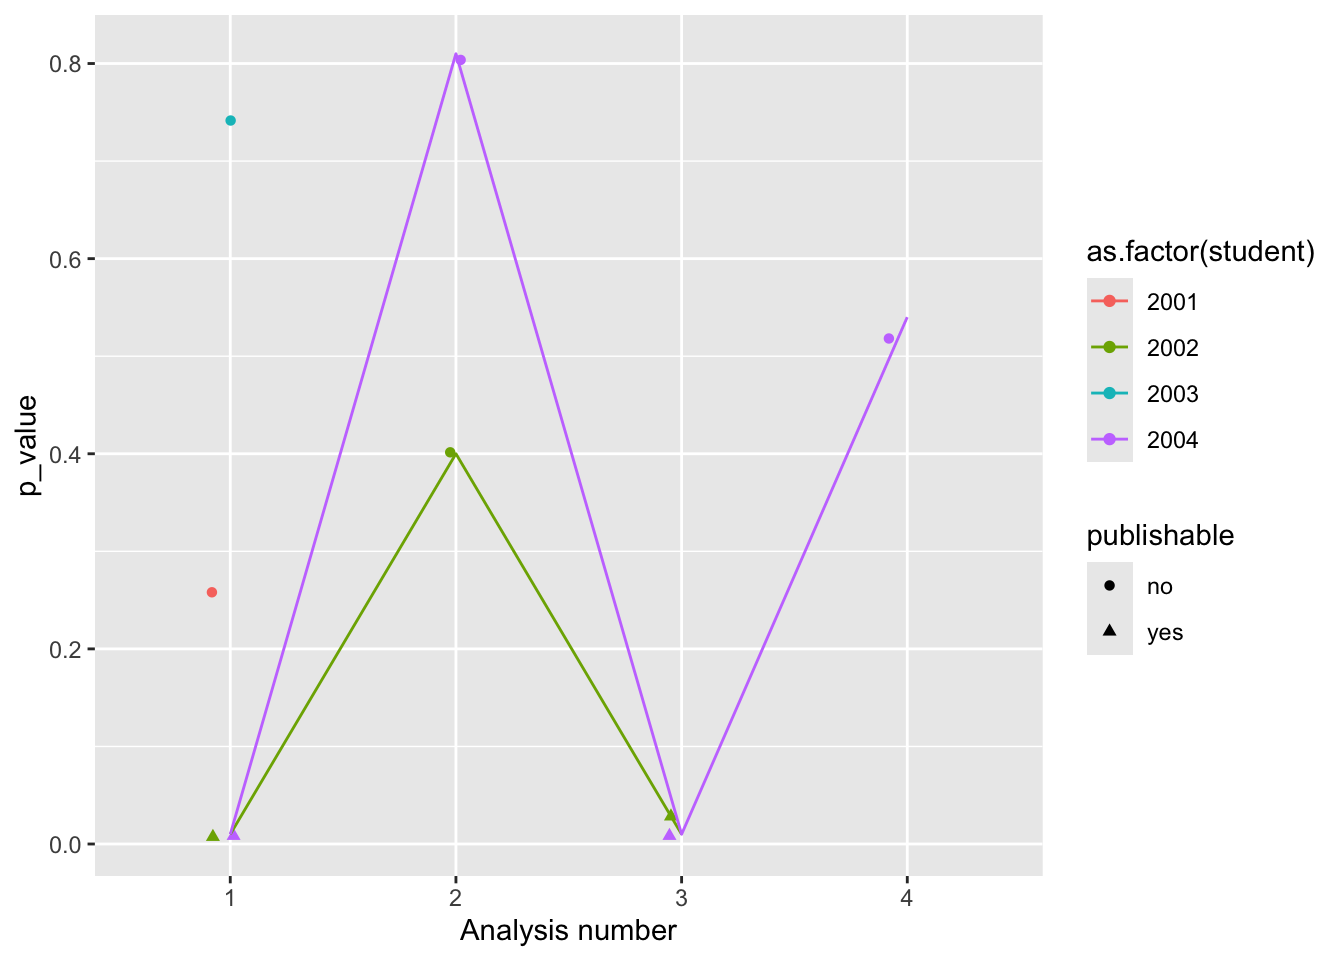 0.8
0.6
0.4
0.2
0.0
p_value
1 2 3 4
Analysis number
as.factor(student)
2001
2002
2003
2004
publishable
no
yes